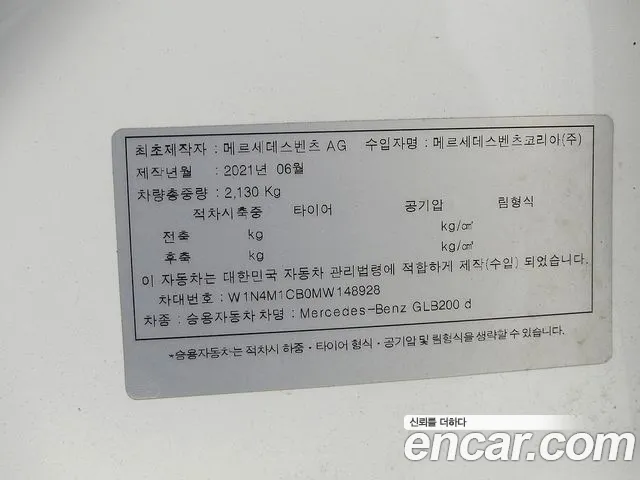 최초제작자 : 메르세데스벤츠 AG 수입자명 : 메르세데스벤츠코리아(주)
제작년월 : 2021년 06월
차량총중량 : 2,130 Kg
적차시축중 타이어 공기압 림형식
전축 kg kg/㎠
후축 kg kg/㎠
이 자동차는 대한민국 자동차 관리법령에 적합하게 제작(수입) 되었습니다.
차대번호 : W1N4M1CB0MW148928
차종 : 승용자동차 차명 : Mercedes-Benz GLB200 d
*승용자동차는 적차시 하중·타이어 형식·공기압 및 림형식을 생략할 수 있습니다.
신뢰를 더하다
encar.com